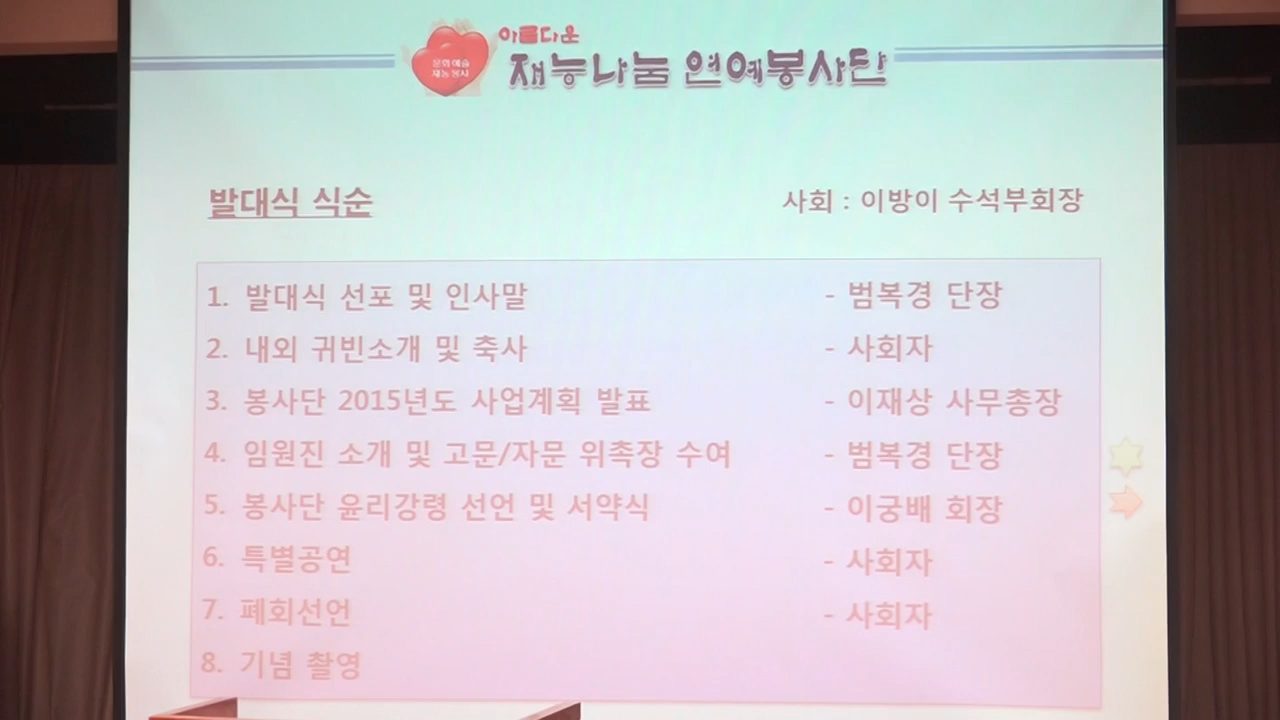 아름다운
문화예술
재능봉사
재능나눔 연예봉사단
발대식 식순
사회 : 이방이 수석부회장
1. 발대식 선포 및 인사말 - 범복경 단장
2. 내외 귀빈소개 및 축사 - 사회자
3. 봉사단 2015년도 사업계획 발표 - 이재상 사무총장
4. 임원진 소개 및 고문/자문 위촉장 수여 - 범복경 단장
5. 봉사단 윤리강령 선언 및 서약식 - 이궁배 회장
6. 특별공연 - 사회자
7. 폐회선언 - 사회자
8. 기념 촬영